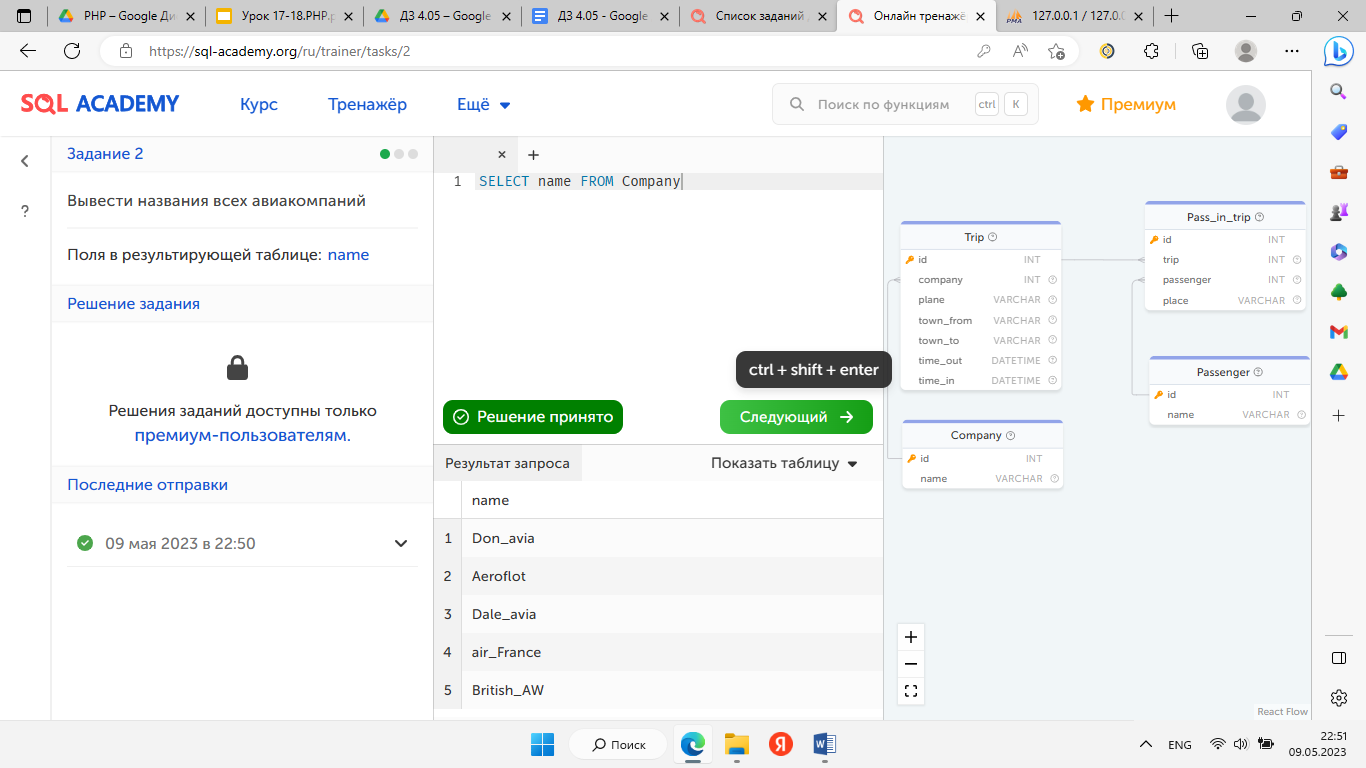 PHP – Google Ди
Урок 17-18.PHP.p
ДЗ 4.05 – Google
ДЗ 4.05 - Google
Список заданий
Онлайн тренажё
127.0.0.1 / 127.0.0
https://sql-academy.org/ru/trainer/tasks/2
SQL ACADEMY
Курс
Тренажёр
Ещё
Поиск по функциям
ctrl
K
Премиум
Задание 2
Вывести названия всех авиакомпаний
Поля в результирующей таблице: name
Решение задания
Решения заданий доступны только
премиум-пользователям.
Последние отправки
09 мая 2023 в 22:50
1 SELECT name FROM Company
ctrl + shift + enter
Решение принято
Следующий
Результат запроса
Показать таблицу
name
1 Don_avia
2 Aeroflot
3 Dale_avia
4 air_France
5 British_AW
Trip
id INT
company INT
plane VARCHAR
town_from VARCHAR
town_to VARCHAR
time_out DATETIME
time_in DATETIME
Company
id INT
name VARCHAR
Pass_in_trip
id INT
trip INT
passenger INT
place VARCHAR
Passenger
id INT
name VARCHAR
React Flow
Поиск
ENG
22:51
09.05.2023